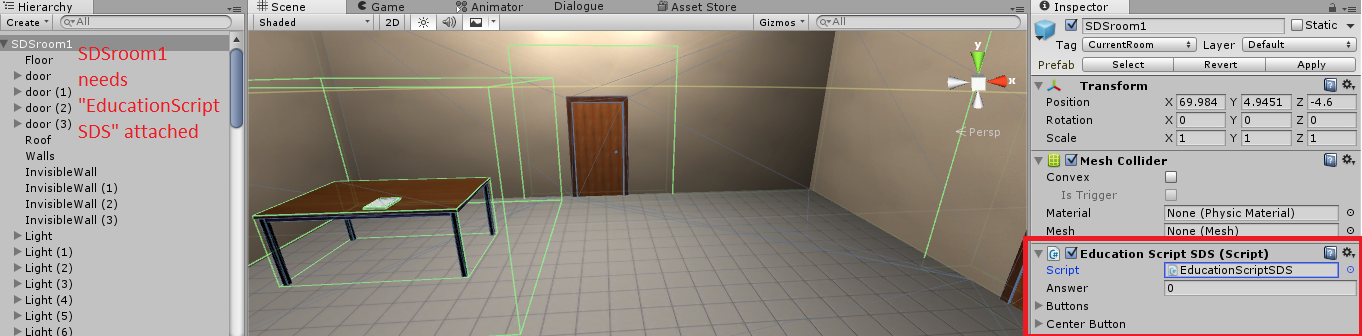 Hierarchy
Create
All
SDSroom1
Floor
door
door (1)
door (2)
door (3)
Roof
Walls
InvisibleWall
InvisibleWall (1)
InvisibleWall (2)
InvisibleWall (3)
Light
Light (1)
Light (2)
Light (3)
Light (4)
Light (5)
Light (6)
SDSroom1
needs
"EducationScript
SDS" attached
Scene Game Animator Dialogue Asset Store
Shaded 2D Gizmos All
y
x
Persp
Inspector
SDSroom1 Static
Tag CurrentRoom Layer Default
Prefab Select Revert Apply
Transform
Position X 69.984 Y 4.9451 Z -4.6
Rotation X 0 Y 0 Z 0
Scale X 1 Y 1 Z 1
Mesh Collider
Convex
Is Trigger
Material None (Physic Material)
Mesh None (Mesh)
Education Script SDS (Script)
Script EducationScriptSDS
Answer 0
Buttons
Center Button